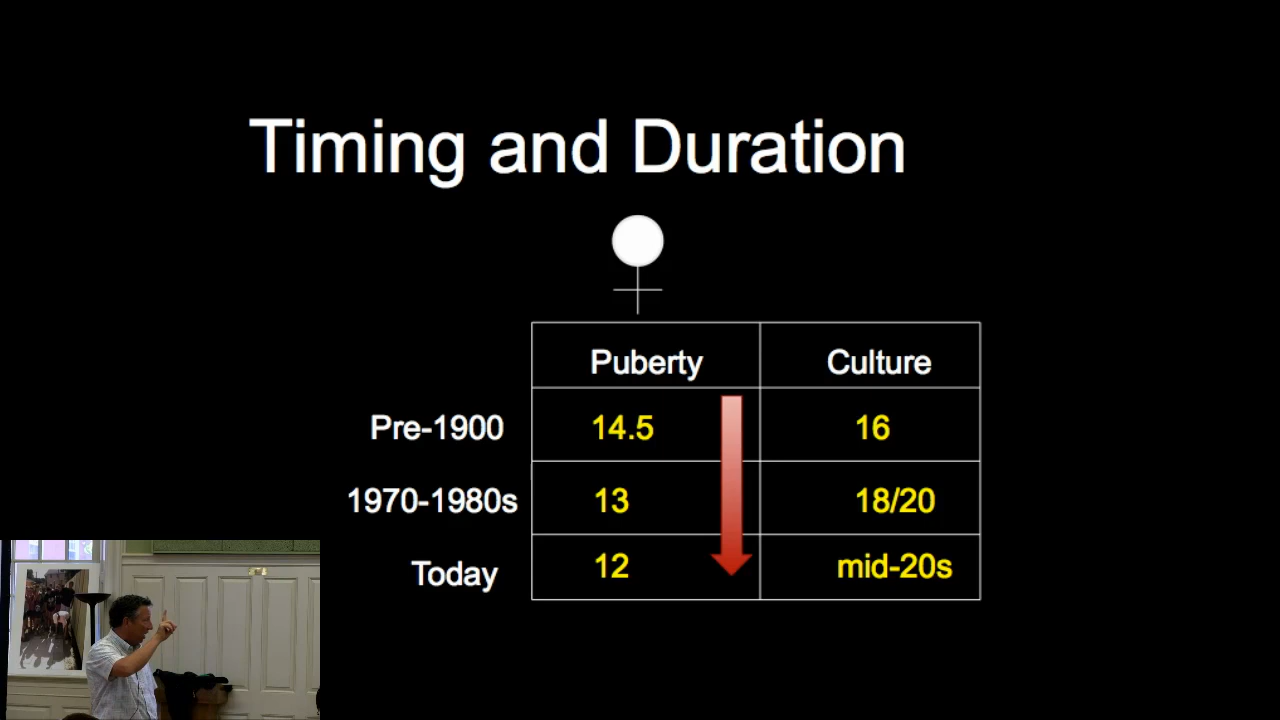 Timing and Duration
Puberty Culture
Pre-1900 14.5 16
1970-1980s 13 18/20
Today 12 mid-20s